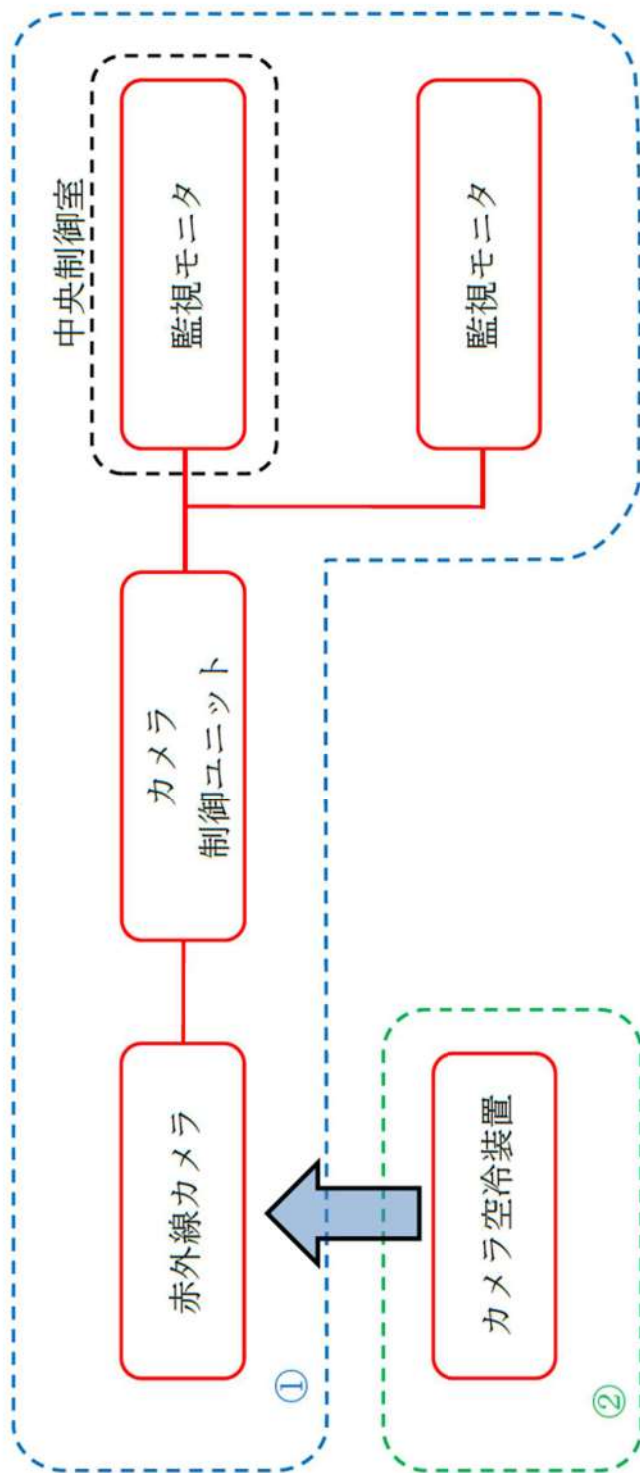 中央制御室
赤外線カメラ
カメラ
制御ユニット
監視モニタ
監視モニタ
①
カメラ空冷装置
②